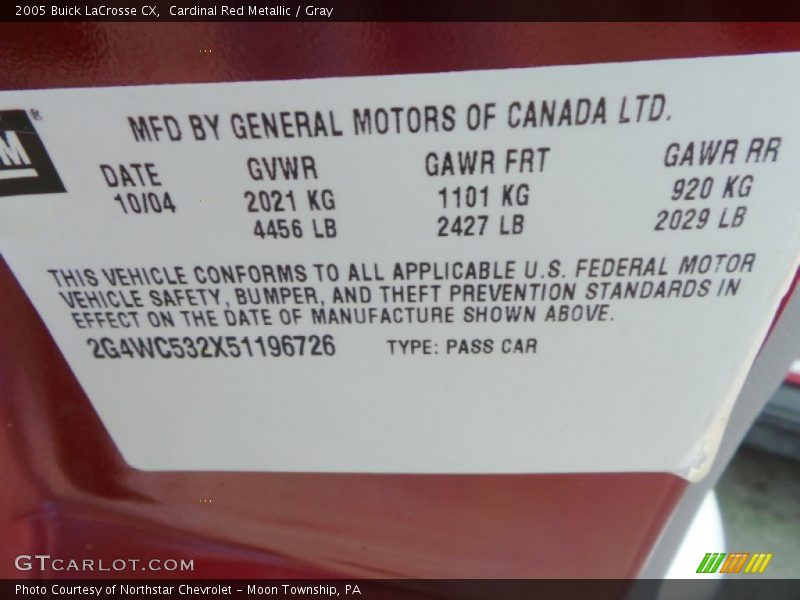 2005 Buick LaCrosse CX,  Cardinal Red Metallic / Gray
M ®
MFD BY GENERAL MOTORS OF CANADA LTD.
DATE GVWR GAWR FRT GAWR RR
10/04 2021 KG 1101 KG 920 KG
4456 LB 2427 LB 2029 LB
THIS VEHICLE CONFORMS TO ALL APPLICABLE U.S. FEDERAL MOTOR
VEHICLE SAFETY, BUMPER, AND THEFT PREVENTION STANDARDS IN
EFFECT ON THE DATE OF MANUFACTURE SHOWN ABOVE.
2G4WC532X51196726 TYPE: PASS CAR
GTCARLOT.COM
Photo Courtesy of Northstar Chevrolet - Moon Township, PA